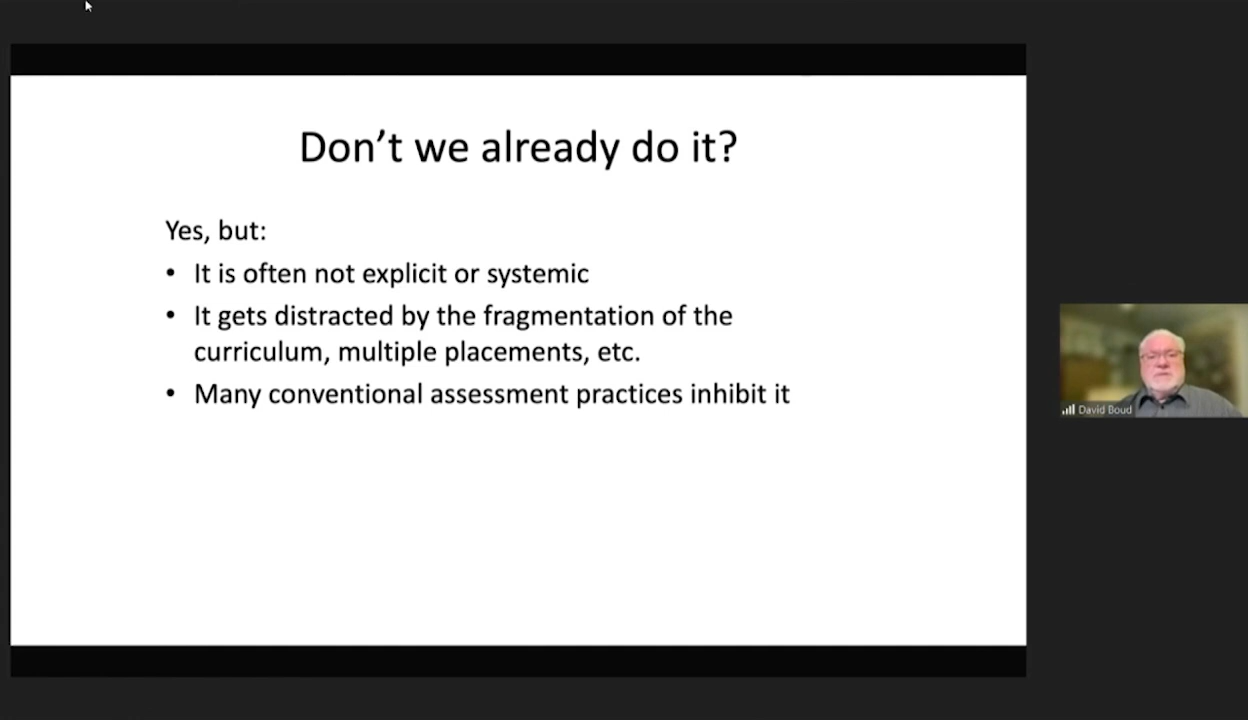 Don’t we already do it?
Yes, but:
• It is often not explicit or systemic
• It gets distracted by the fragmentation of the
curriculum, multiple placements, etc.
• Many conventional assessment practices inhibit it
David Boud